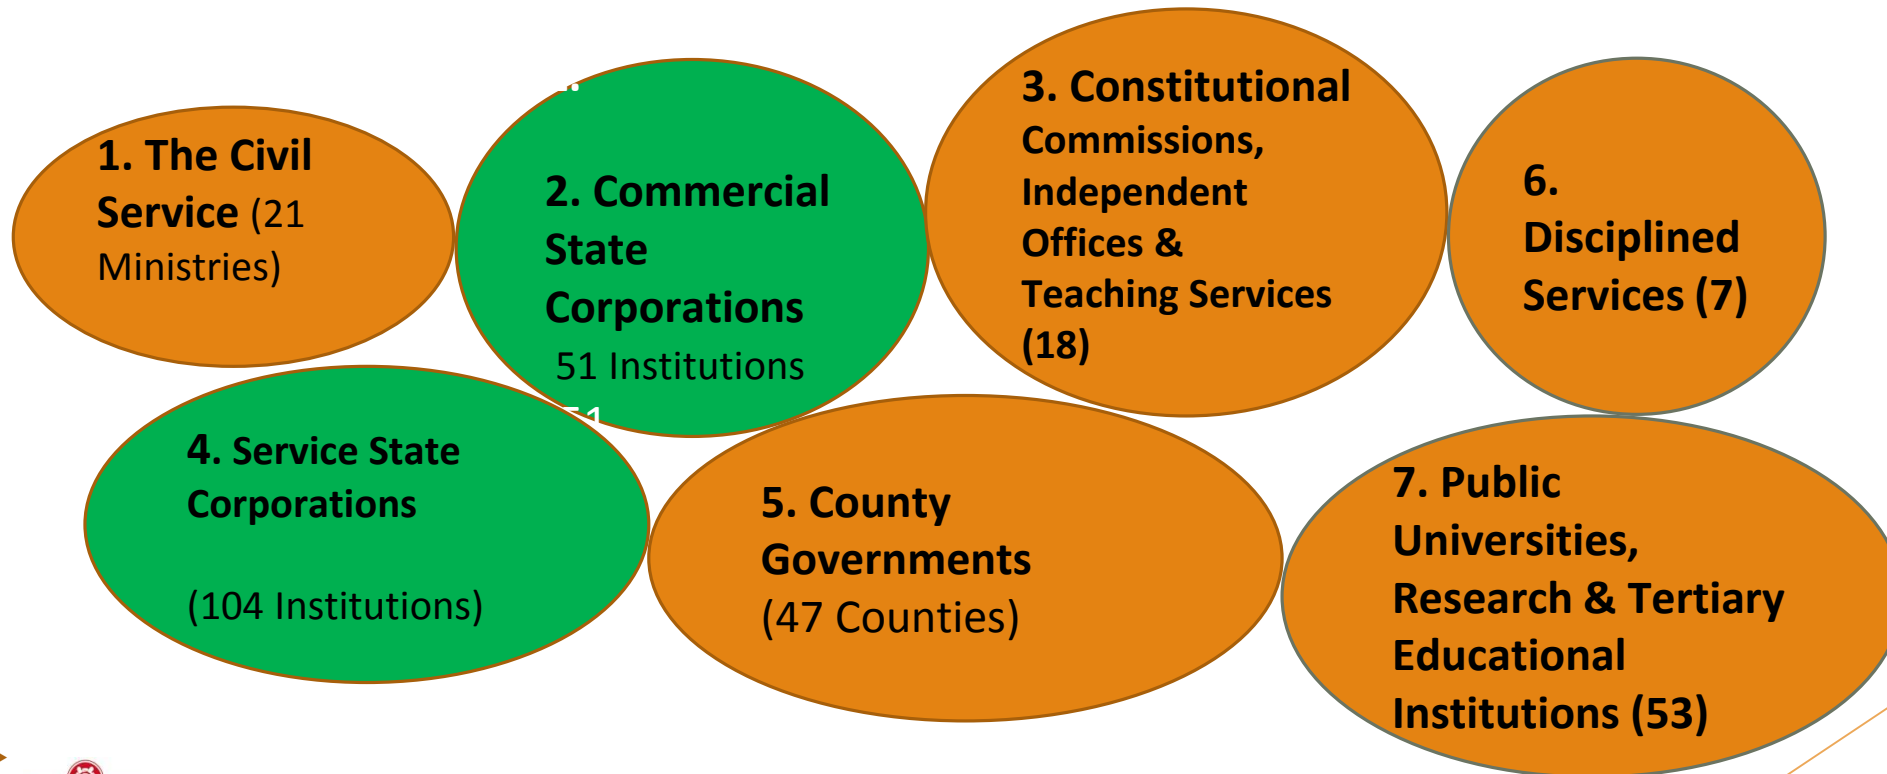 1. The Civil
Service (21
Ministries)
2. Commercial
State
Corporations
51 Institutions
51
3. Constitutional
Commissions,
Independent
Offices &
Teaching Services
(18)
6.
Disciplined
Services (7)
4. Service State
Corporations
(104 Institutions)
5. County
Governments
(47 Counties)
7. Public
Universities,
Research & Tertiary
Educational
Institutions (53)